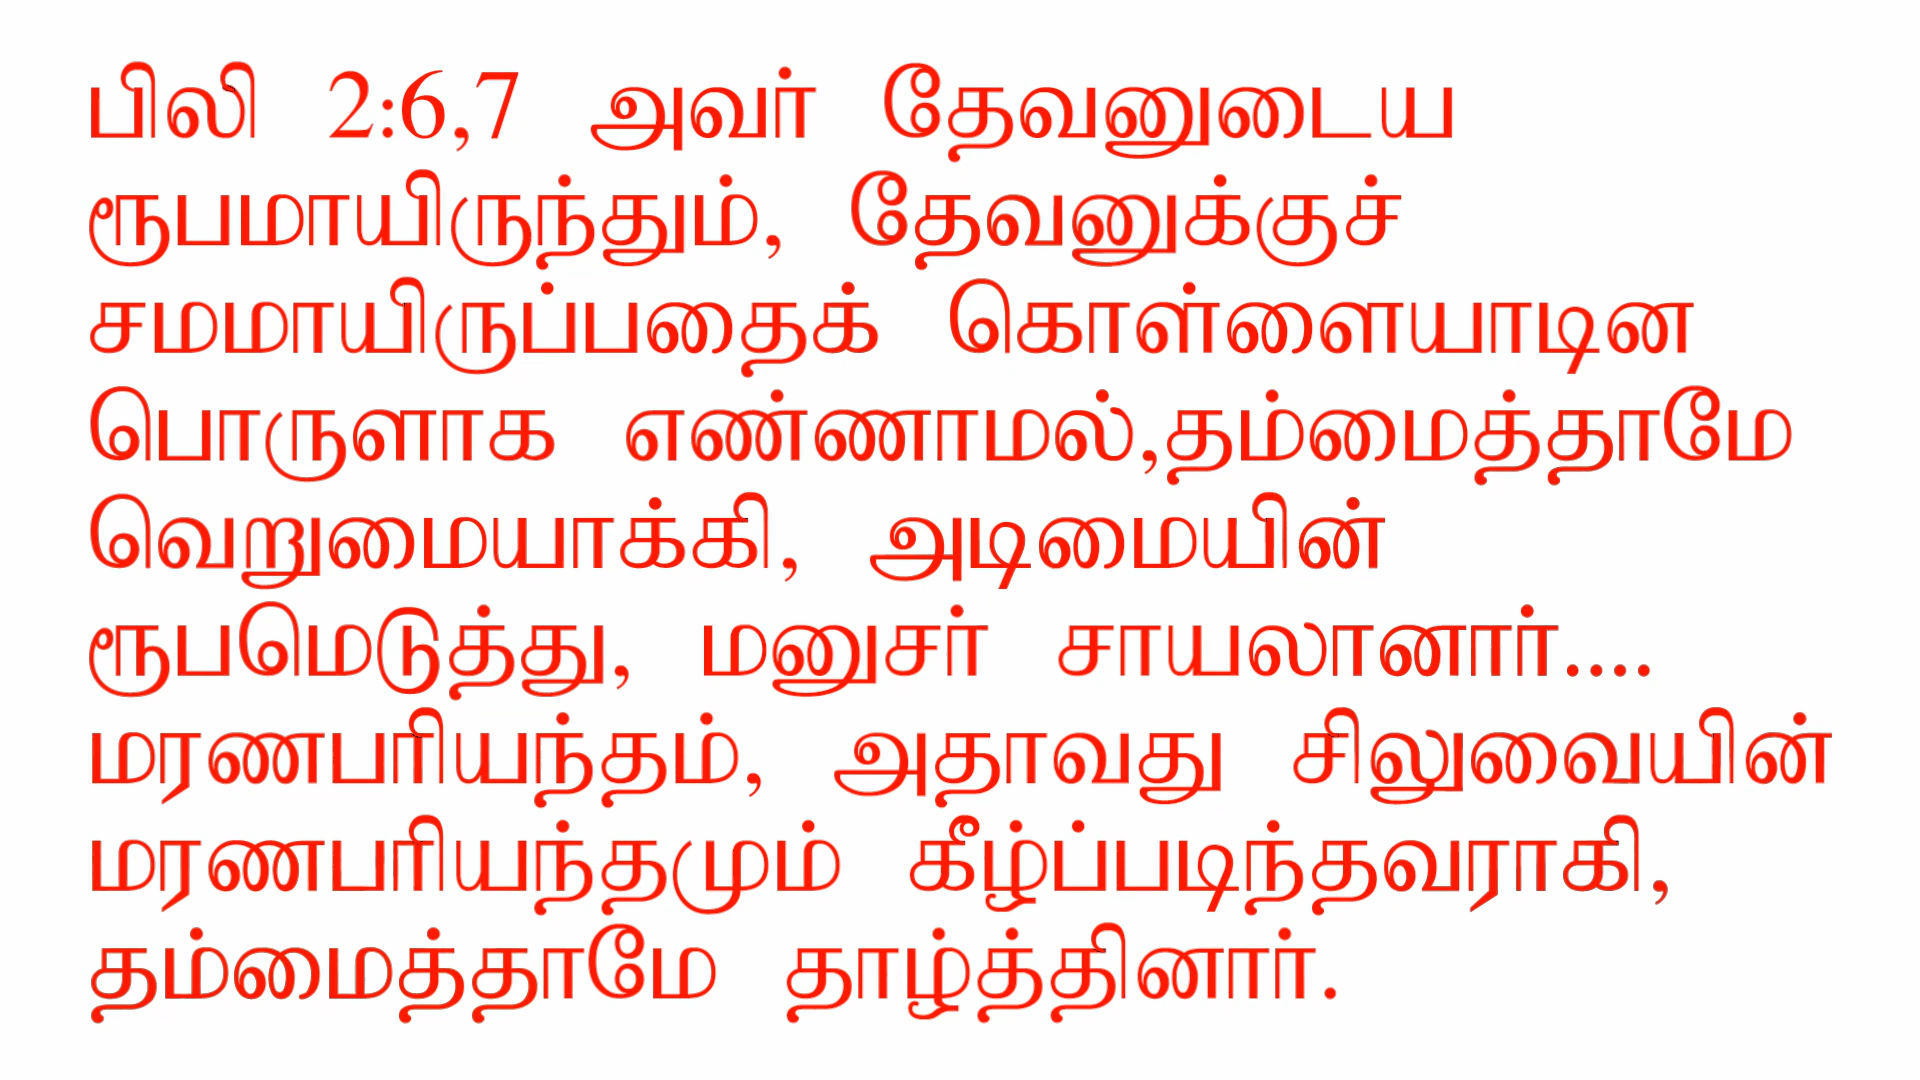 பிலி 2:6,7 அவர் தேவனுடைய
ரூபமாயிருந்தும், தேவனுக்குச்
சமமாயிருப்பதைக் கொள்ளையாடின
பொருளாக எண்ணாமல்,தம்மைத்தாமே
வெறுமையாக்கி, அடிமையின்
ரூபமெடுத்து, மனுசர் சாயலானார்....
மரணபரியந்தம், அதாவது சிலுவையின்
மரணபரியந்தமும் கீழ்ப்படிந்தவராகி,
தம்மைத்தாமே தாழ்த்தினார்.